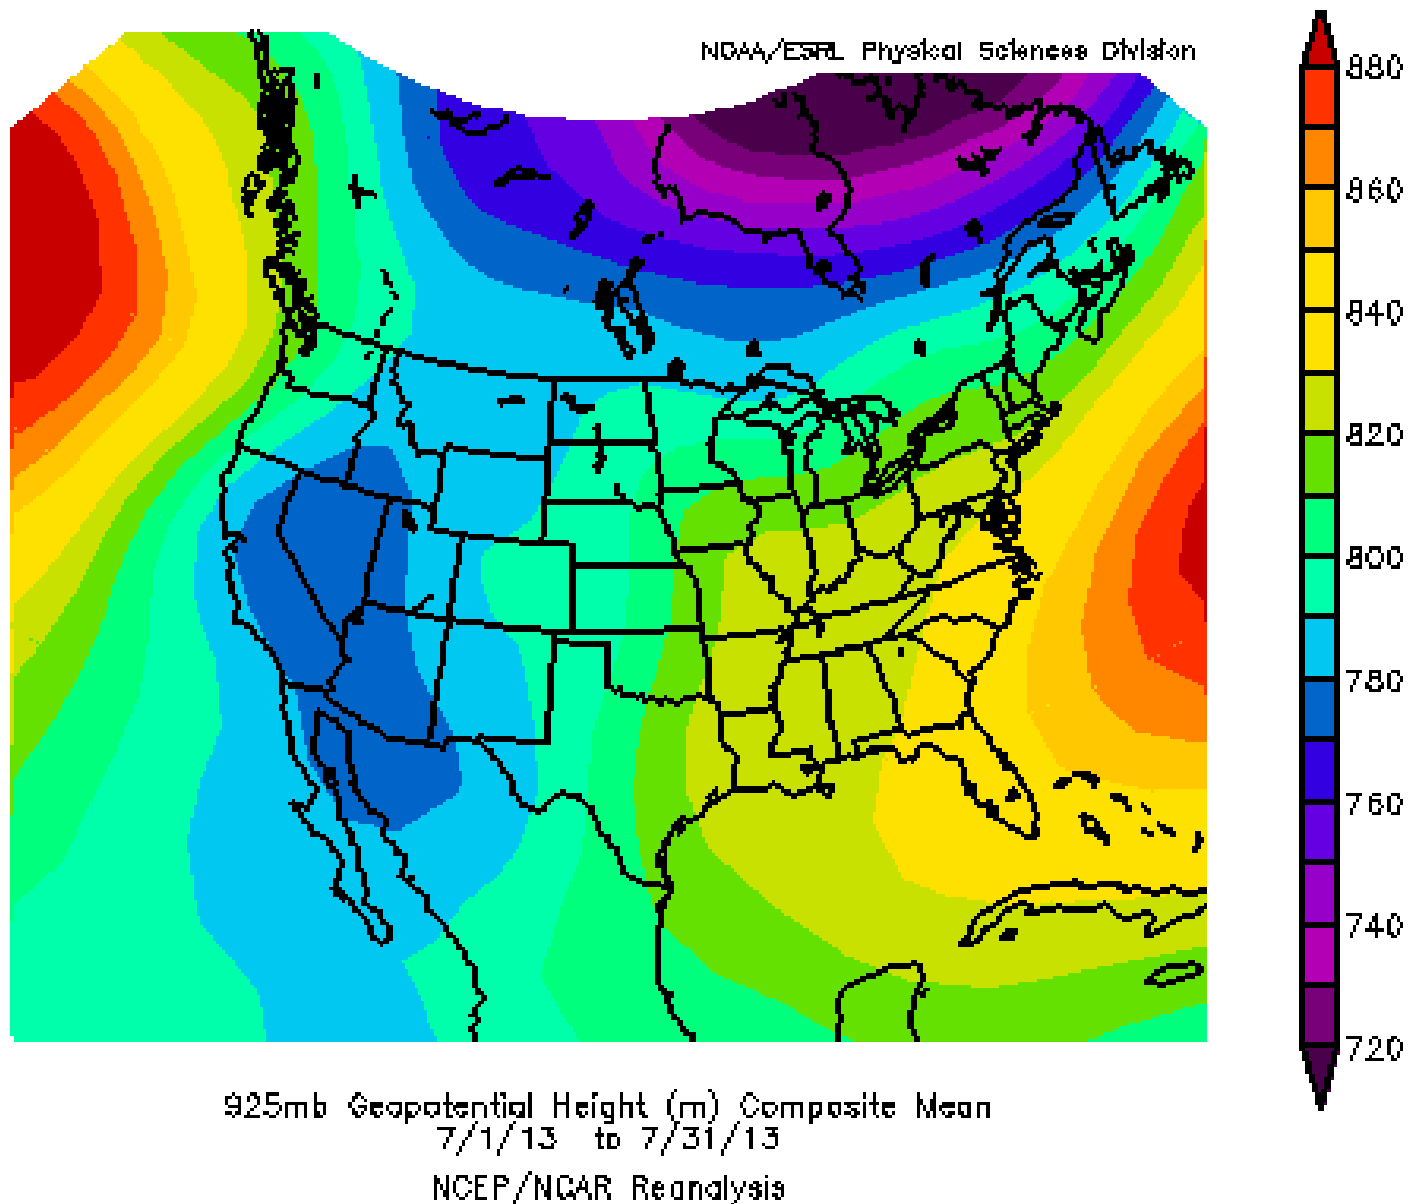 NOAA/ESRL Physical Sciences Division
880
860
840
820
800
780
760
740
720
925mb Geopotential Height (m) Composite Mean
7/1/13 to 7/31/13
NCEP/NCAR Reanalysis